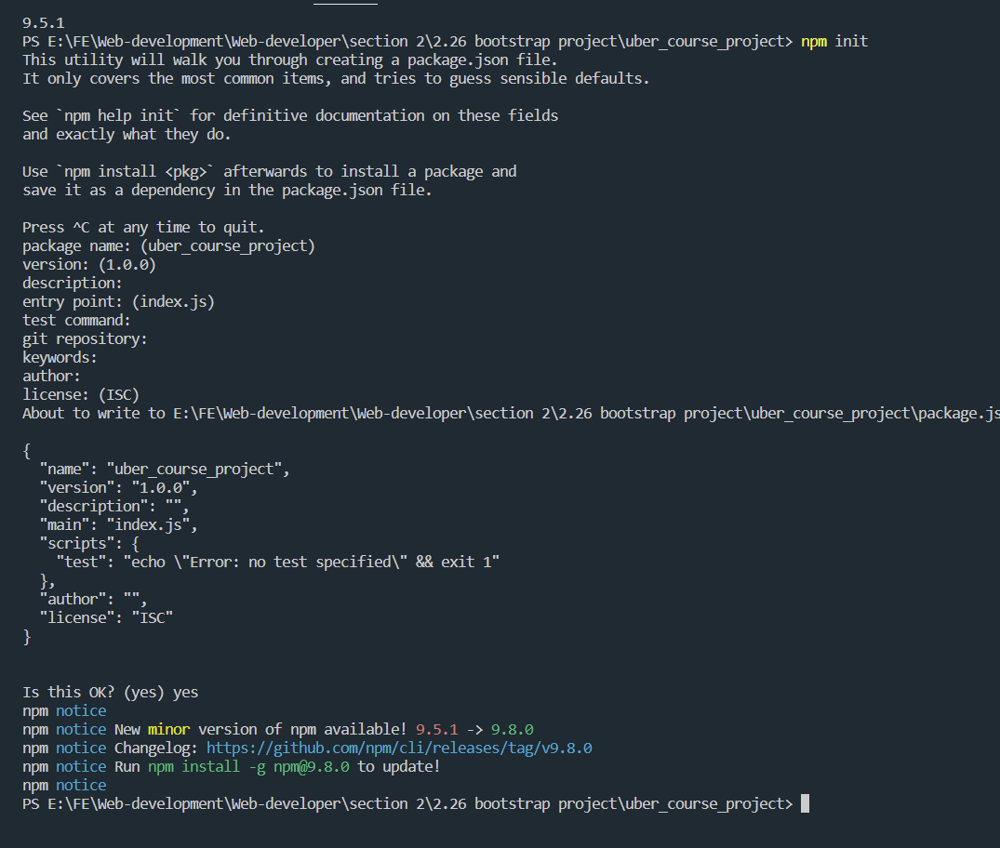 9.5.1
PS E:\FE\Web-development\Web-developer\section 2\2.26 bootstrap project\uber_course_project> npm init
This utility will walk you through creating a package.json file.
It only covers the most common items, and tries to guess sensible defaults.

See `npm help init` for definitive documentation on these fields
and exactly what they do.

Use `npm install <pkg>` afterwards to install a package and
save it as a dependency in the package.json file.

Press ^C at any time to quit.
package name: (uber_course_project)
version: (1.0.0)
description:
entry point: (index.js)
test command:
git repository:
keywords:
author:
license: (ISC)
About to write to E:\FE\Web-development\Web-developer\section 2\2.26 bootstrap project\uber_course_project\package.js

{
  "name": "uber_course_project",
  "version": "1.0.0",
  "description": "",
  "main": "index.js",
  "scripts": {
    "test": "echo \"Error: no test specified\" && exit 1"
  },
  "author": "",
  "license": "ISC"
}

Is this OK? (yes) yes
npm notice
npm notice New minor version of npm available! 9.5.1 -> 9.8.0
npm notice Changelog: https://github.com/npm/cli/releases/tag/v9.8.0
npm notice Run npm install -g npm@9.8.0 to update!
npm notice
PS E:\FE\Web-development\Web-developer\section 2\2.26 bootstrap project\uber_course_project>